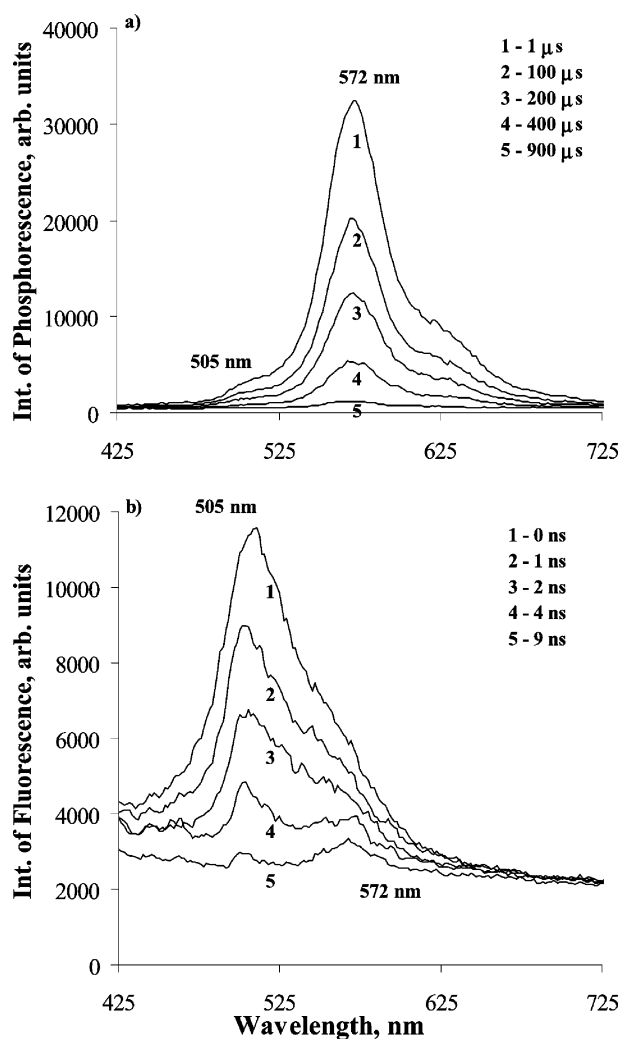 a)
Int. of Phosphorescence, arb. units
40000
30000
20000
10000
0
572 nm
505 nm
1 - 1 μs
2 - 100 μs
3 - 200 μs
4 - 400 μs
5 - 900 μs
1
2
3
4
5
425
525
625
725
b)
Int. of Fluorescence, arb. units
12000
10000
8000
6000
4000
2000
0
505 nm
1 - 0 ns
2 - 1 ns
3 - 2 ns
4 - 4 ns
5 - 9 ns
1
2
3
4
5
572 nm
425
525
625
725
Wavelength, nm